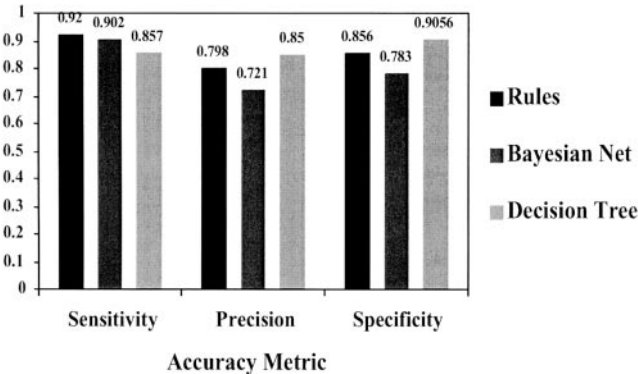 0.92
0.902
0.857
0.798
0.721
0.85
0.856
0.783
0.9056
1
0.9
0.8
0.7
0.6
0.5
0.4
0.3
0.2
0.1
0
Sensitivity
Precision
Specificity
Accuracy Metric
Rules
Bayesian Net
Decision Tree